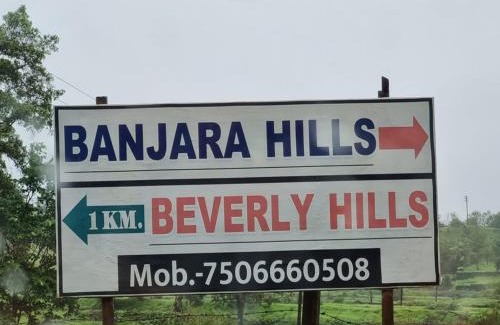 BANJARA HILLS
1 KM. BEVERLY HILLS
Mob.-7506660508